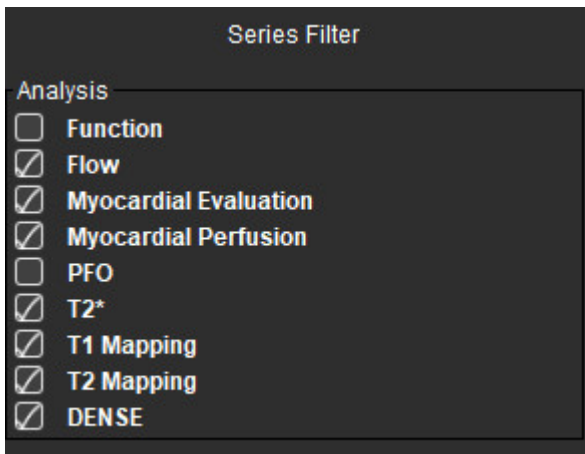 Series Filter
Analysis
Function
Flow
Myocardial Evaluation
Myocardial Perfusion
PFO
T2*
T1 Mapping
T2 Mapping
DENSE